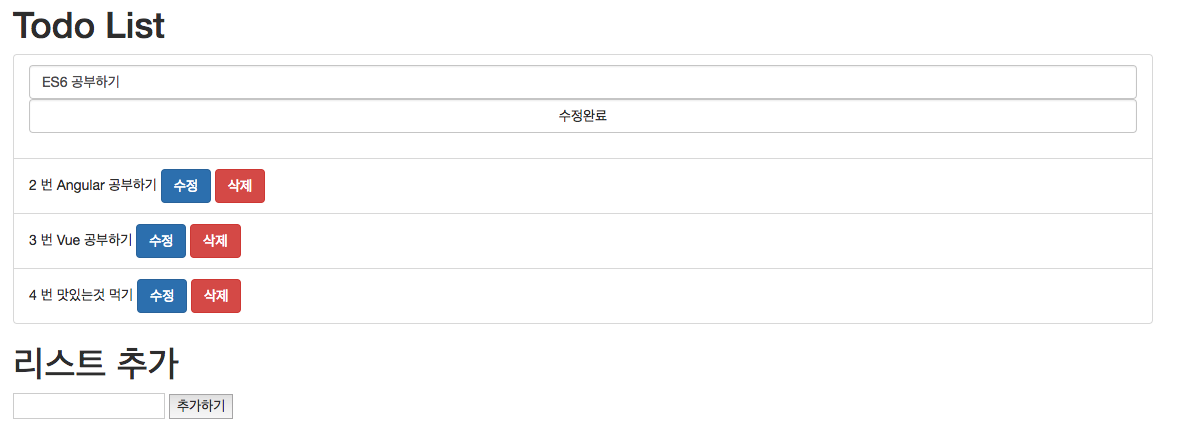 Todo List
ES6 공부하기
수정완료
2 번 Angular 공부하기 수정 삭제
3 번 Vue 공부하기 수정 삭제
4 번 맛있는것 먹기 수정 삭제
리스트 추가
추가하기